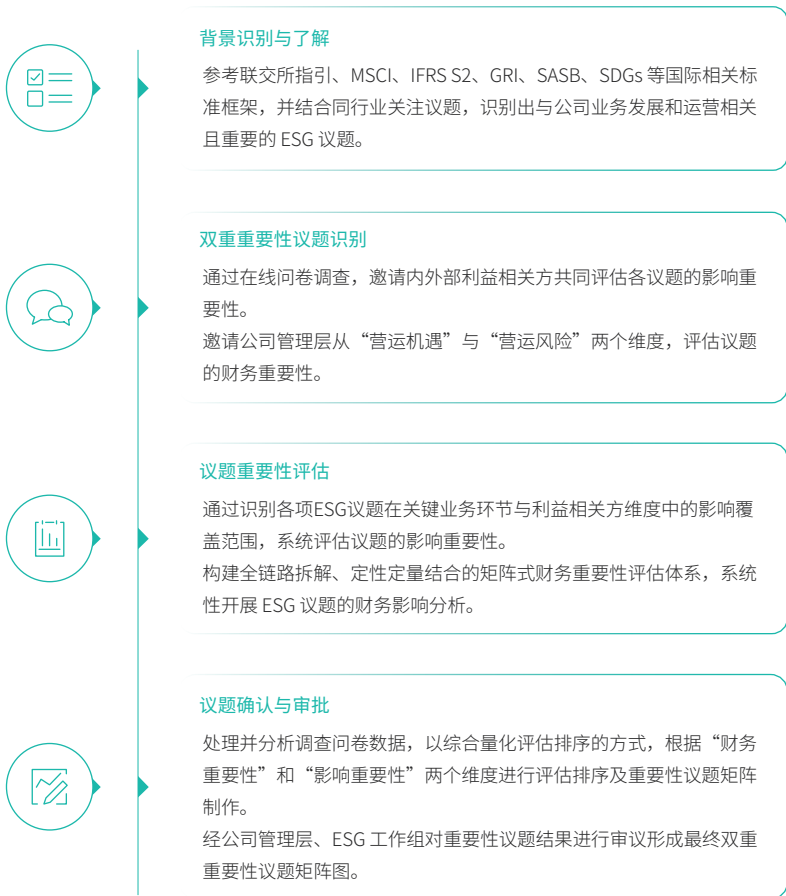 背景识别与了解
参考联交所指引、MSCI、IFRS S2、GRI、SASB、SDGs 等国际相关标
准框架，并结合同行业关注议题，识别出与公司业务发展和运营相关
且重要的 ESG 议题。
双重重要性议题识别
通过在线问卷调查，邀请内外部利益相关方共同评估各议题的影响重
要性。
邀请公司管理层从“营运机遇”与“营运风险”两个维度，评估议题
的财务重要性。
议题重要性评估
通过识别各项ESG议题在关键业务环节与利益相关方维度中的影响覆
盖范围，系统评估议题的影响重要性。
构建全链路拆解、定性定量结合的矩阵式财务重要性评估体系，系统
性开展 ESG 议题的财务影响分析。
议题确认与审批
处理并分析调查问卷数据，以综合量化评估排序的方式，根据“财务
重要性”和“影响重要性”两个维度进行评估排序及重要性议题矩阵
制作。
经公司管理层、ESG 工作组对重要性议题结果进行审议形成最终双重
重要性议题矩阵图。